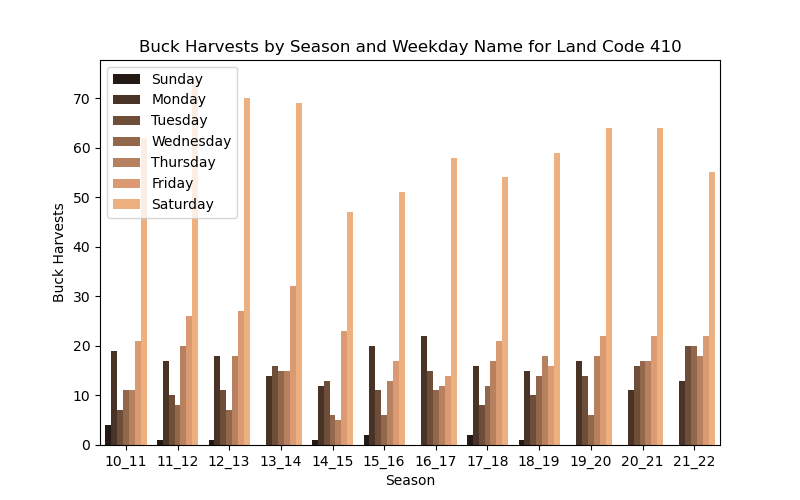 Buck Harvests by Season and Weekday Name for Land Code 410
Sunday
Monday
Tuesday
Wednesday
Thursday
Friday
Saturday
Buck Harvests
70
60
50
40
30
20
10
0
10_11 11_12 12_13 13_14 14_15 15_16 16_17 17_18 18_19 19_20 20_21 21_22
Season